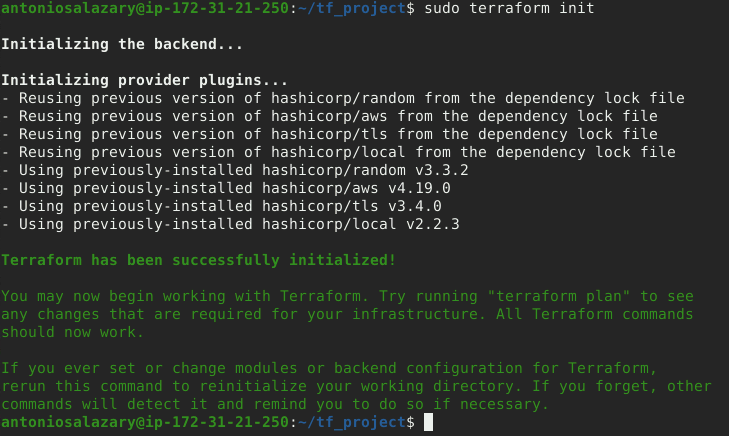 antoniosalazary@ip-172-31-21-250:~/tf_project$ sudo terraform init
Initializing the backend...
Initializing provider plugins...
- Reusing previous version of hashicorp/random from the dependency lock file
- Reusing previous version of hashicorp/aws from the dependency lock file
- Reusing previous version of hashicorp/tls from the dependency lock file
- Reusing previous version of hashicorp/local from the dependency lock file
- Using previously-installed hashicorp/random v3.3.2
- Using previously-installed hashicorp/aws v4.19.0
- Using previously-installed hashicorp/tls v3.4.0
- Using previously-installed hashicorp/local v2.2.3
Terraform has been successfully initialized!
You may now begin working with Terraform. Try running "terraform plan" to see
any changes that are required for your infrastructure. All Terraform commands
should now work.
If you ever set or change modules or backend configuration for Terraform,
rerun this command to reinitialize your working directory. If you forget, other
commands will detect it and remind you to do so if necessary.
antoniosalazary@ip-172-31-21-250:~/tf_project$